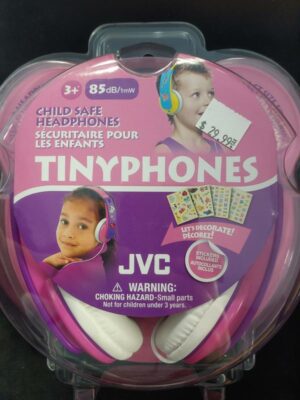 3+ 85dB/1mW
CHILD SAFE
HEADPHONES
SÉCURITAIRE POUR
LES ENFANTS
$ 29.99
TINYPHONES
LET'S DECORATE!
DÉCOREZ!
STICKERS
INCLUDED
AUTOCOLLANTS
INCLUS
JVC
⚠ WARNING:
CHOKING HAZARD-Small parts
Not for children under 3 years.